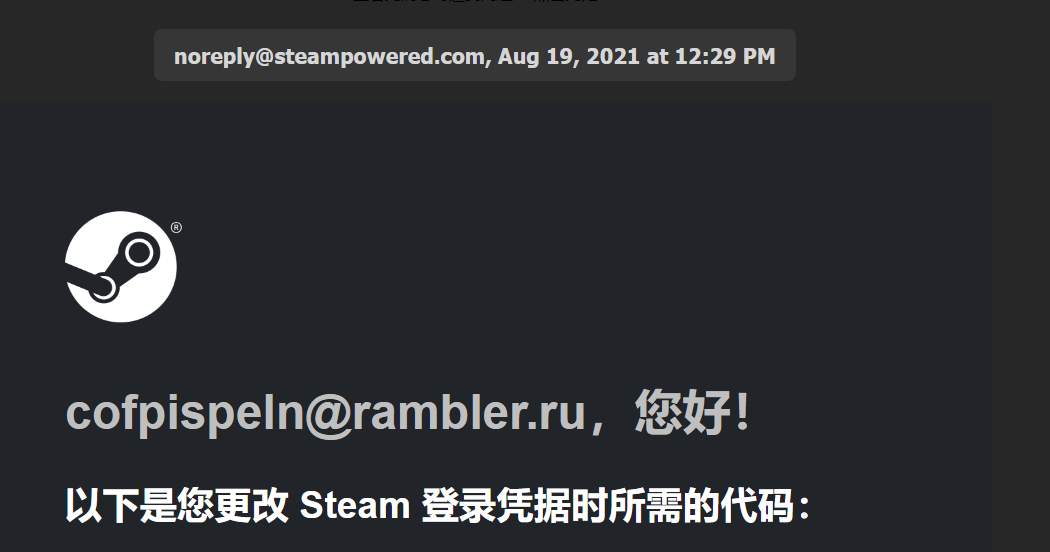 noreply@steampowered.com, Aug 19, 2021 at 12:29 PM
®
cofpispeln@rambler.ru，您好！
以下是您更改 Steam 登录凭据时所需的代码：